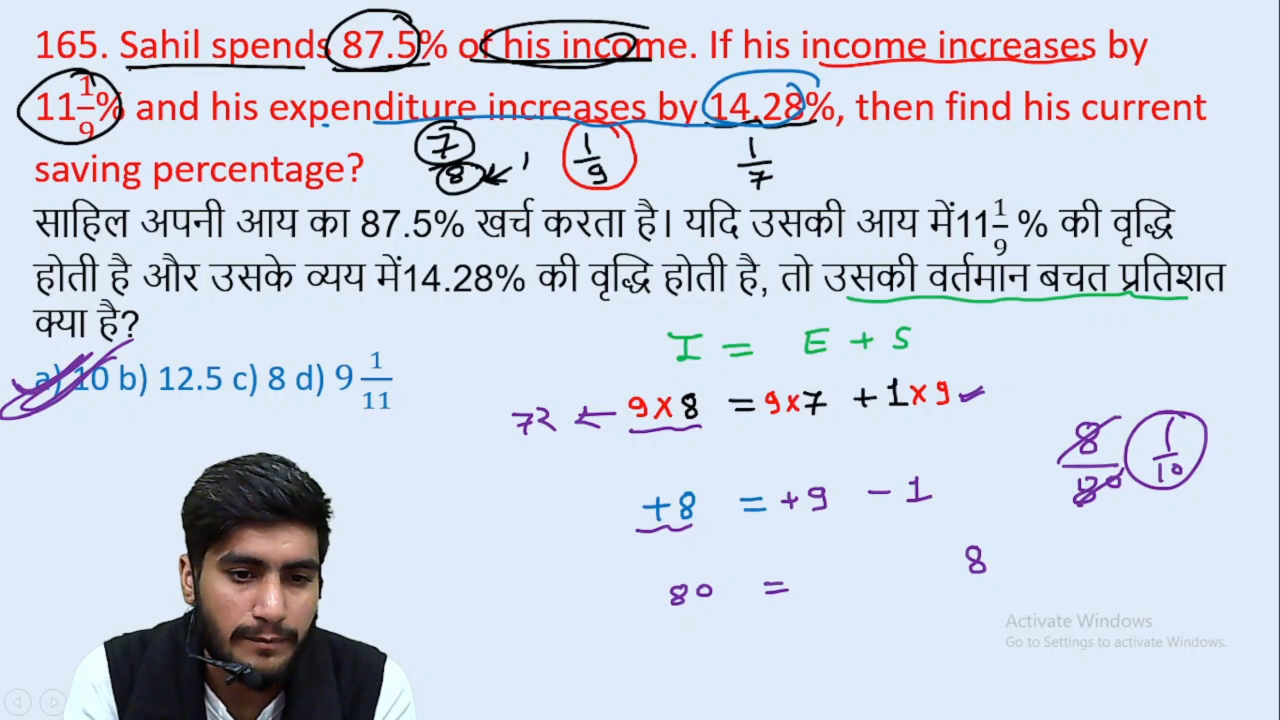 165. Sahil spends 87.5% of his income. If his income increases by
11 1/9 % and his expenditure increases by 14.28%, then find his current
saving percentage?
7/8 1/9 1/7
साहिल अपनी आय का 87.5% खर्च करता है। यदि उसकी आय में11 1/9 % की वृद्धि
होती है और उसके व्यय में14.28% की वृद्धि होती है, तो उसकी वर्तमान बचत प्रतिशत
क्या है?
I = E + S
a) 10 b) 12.5 c) 8 d) 9 1/11
72 ← 9×8 = 9×7 + 1×9
8/80 1/10
+8 = +9 - 1
80 = 8
Activate Windows
Go to Settings to activate Windows.